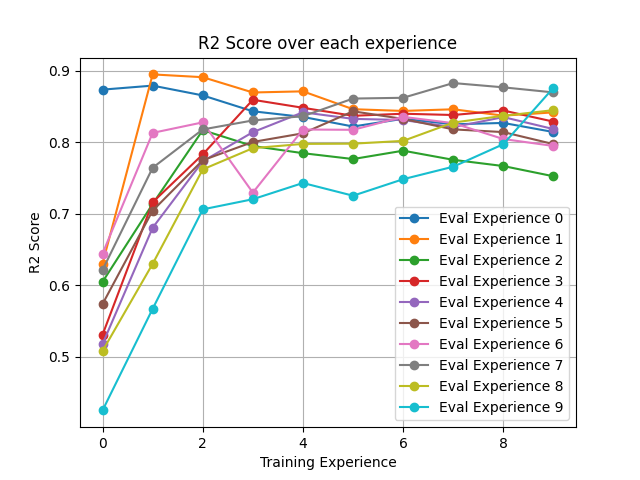 R2 Score over each experience
0.9
0.8
0.7
0.6
0.5
R2 Score
0
2
4
6
8
Training Experience
Eval Experience 0
Eval Experience 1
Eval Experience 2
Eval Experience 3
Eval Experience 4
Eval Experience 5
Eval Experience 6
Eval Experience 7
Eval Experience 8
Eval Experience 9